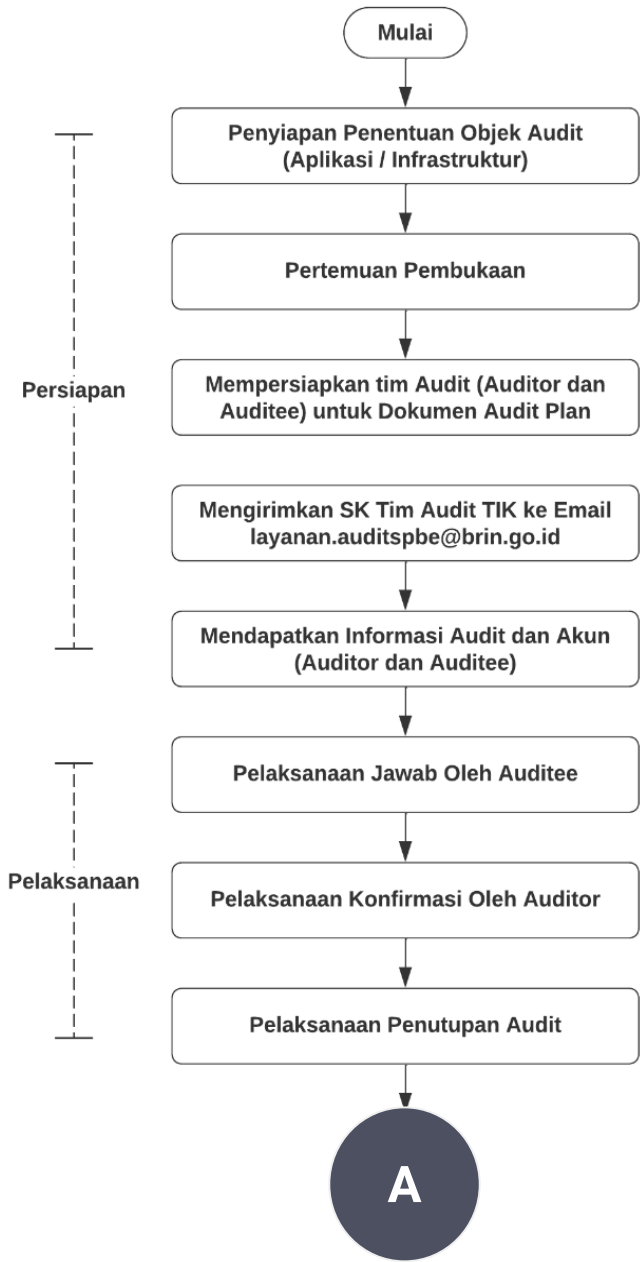 Mulai
Penyiapan Penentuan Objek Audit
(Aplikasi / Infrastruktur)
Pertemuan Pembukaan
Persiapan
Mempersiapkan tim Audit (Auditor dan
Auditee) untuk Dokumen Audit Plan
Mengirimkan SK Tim Audit TIK ke Email
layanan.auditspbe@brin.go.id
Mendapatkan Informasi Audit dan Akun
(Auditor dan Auditee)
Pelaksanaan Jawab Oleh Auditee
Pelaksanaan
Pelaksanaan Konfirmasi Oleh Auditor
Pelaksanaan Penutupan Audit
A